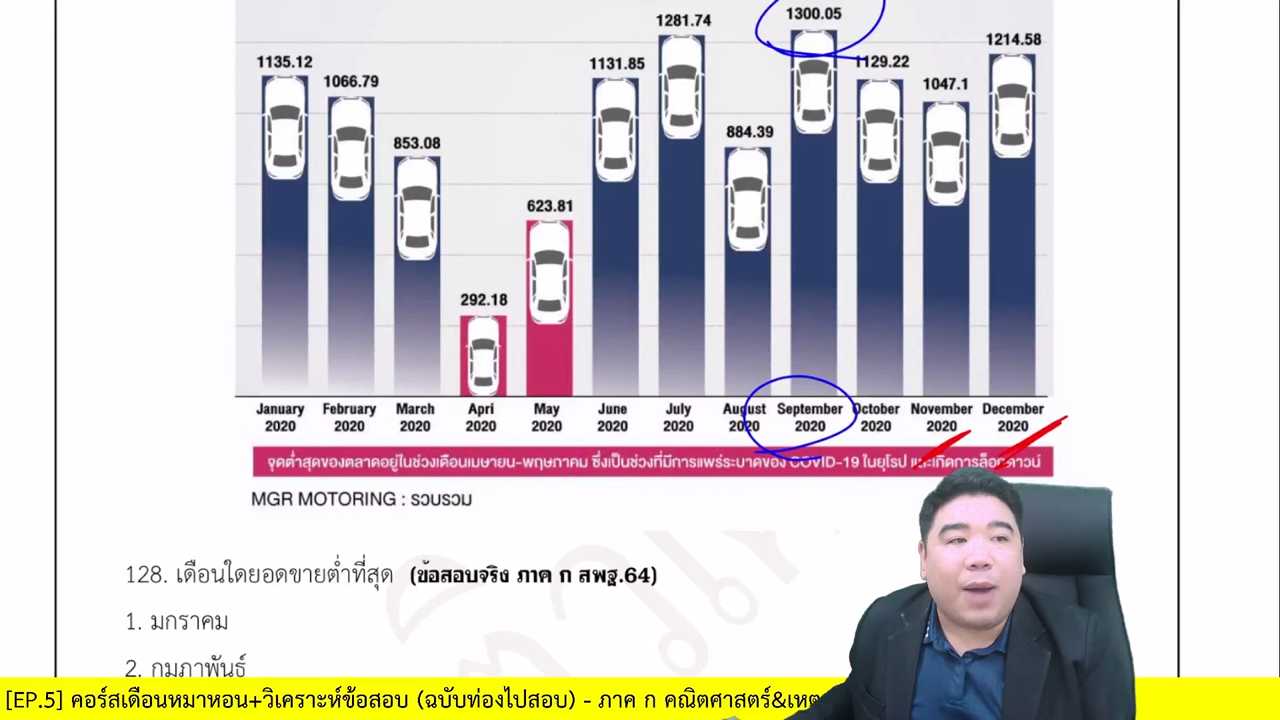 1300.05
1281.74
1214.58
1135.12
1131.85
1129.22
1066.79
1047.1
853.08
884.39
623.81
292.18
January February March Apri May June July August September October November December
2020 2020 2020 2020 2020 2020 2020 2020 2020 2020 2020 2020
จุดต่ำสุดของตลาดอยู่ในช่วงเดือนเมษายน-พฤษภาคม ซึ่งเป็นช่วงที่มีการแพร่ระบาดของ COVID-19 ในยุโรป และเกิดการล็อกดาวน์
MGR MOTORING : รวบรวม
128. เดือนใดยอดขายต่ำที่สุด (ข้อสอบจริง ภาค ก สพฐ.64)
1. มกราคม
2. กุมภาพันธ์
[EP.5] คอร์สเดือนหมาหอน+วิเคราะห์ข้อสอบ (ฉบับท่องไปสอบ) - ภาค ก คณิตศาสตร์&เหตุ